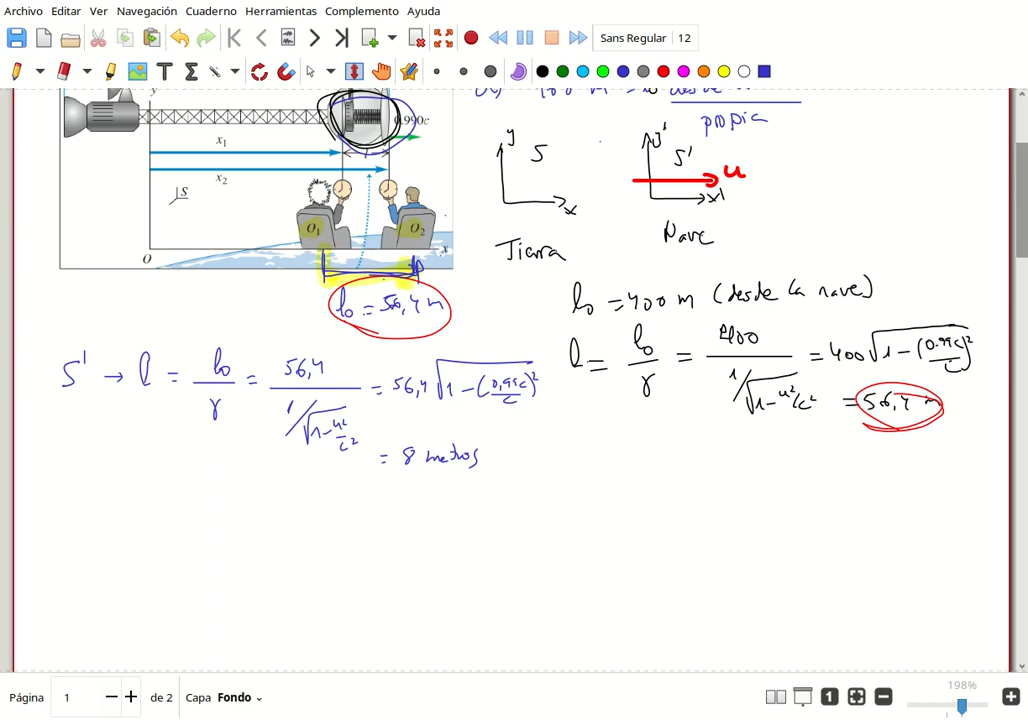 Archivo Editar Ver Navegación Cuaderno Herramientas Complemento Ayuda
Sans Regular 12
y
0.990c
x₁
l
x₂
S
O₁ O₂
O x
l₀ = 56,4 m
400 m
propia
y S x
Tierra
y' S' x'
u
Nave
l₀ = 400 m (desde la nave)
l = l₀/γ = 400/(1/√(1-u²/c²)) = 400 √(1-(0.99c/c)²)
= 56,4 m
S' → l = l₀/γ = 56,4/(1/√(1-u²/c²)) = 56,4 √(1-(0,99c/c)²)
= 8 metros
198%
Página 1 de 2 Capa Fondo